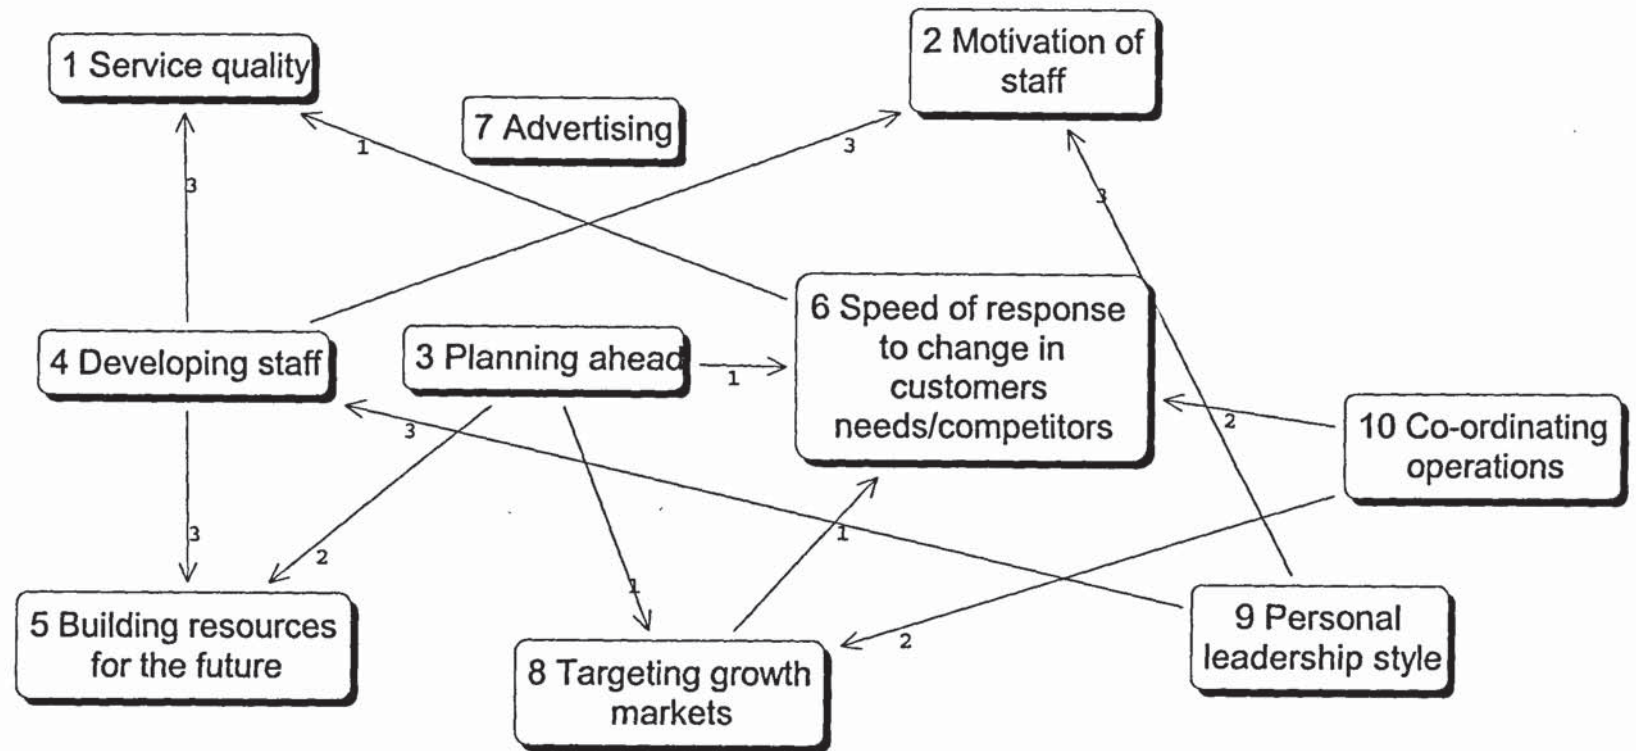 1 Service quality
2 Motivation of
staff
7 Advertising
1
3
3
3
4 Developing staff
3 Planning ahead
1
6 Speed of response
to change in
customers
needs/competitors
3
2
10 Co-ordinating
operations
3
2
1
1
2
5 Building resources
for the future
8 Targeting growth
markets
9 Personal
leadership style